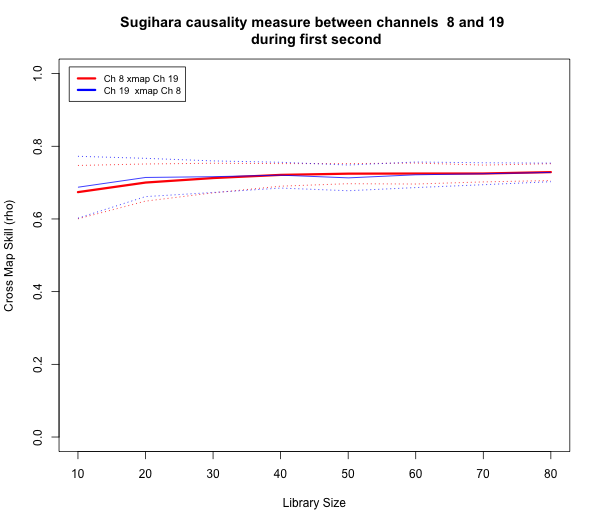 Sugihara causality measure between channels  8 and 19
during first second
Ch 8 xmap Ch 19
Ch 19  xmap Ch 8
Cross Map Skill (rho)
1.0
0.8
0.6
0.4
0.2
0.0
10 20 30 40 50 60 70 80
Library Size